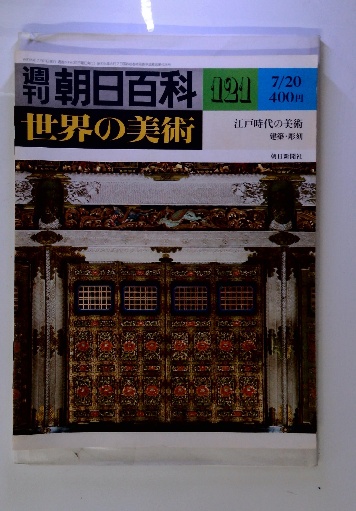 週刊 朝日百科
121
7/20
400円
世界の美術
江戸時代の美術
建築・彫刻
朝日新聞社